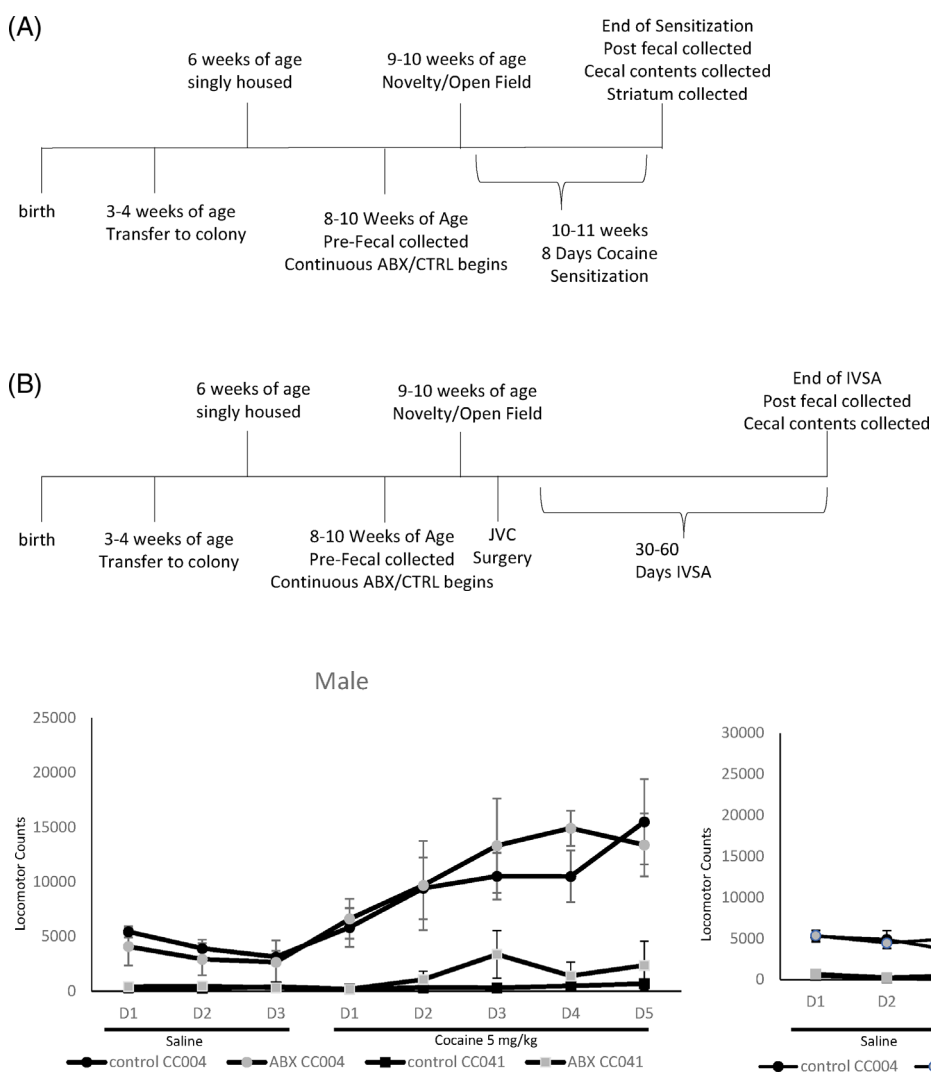 (A)
6 weeks of age
singly housed
9-10 weeks of age
Novelty/Open Field
End of Sensitization
Post fecal collected
Cecal contents collected
Striatum collected
birth
3-4 weeks of age
Transfer to colony
8-10 Weeks of Age
Pre-Fecal collected
Continuous ABX/CTRL begins
10-11 weeks
8 Days Cocaine
Sensitization
(B)
6 weeks of age
singly housed
9-10 weeks of age
Novelty/Open Field
End of IVSA
Post fecal collected
Cecal contents collected
birth
3-4 weeks of age
Transfer to colony
8-10 Weeks of Age
Pre-Fecal collected
Continuous ABX/CTRL begins
JVC
Surgery
30-60
Days IVSA
Male
Locomotor Counts
25000
20000
15000
10000
5000
0
D1 D2 D3 D1 D2 D3 D4 D5
Saline Cocaine 5 mg/kg
control CC004 ABX CC004 control CC041 ABX CC041
Locomotor Counts
30000
25000
20000
15000
10000
5000
0
D1 D2
Saline
control CC004